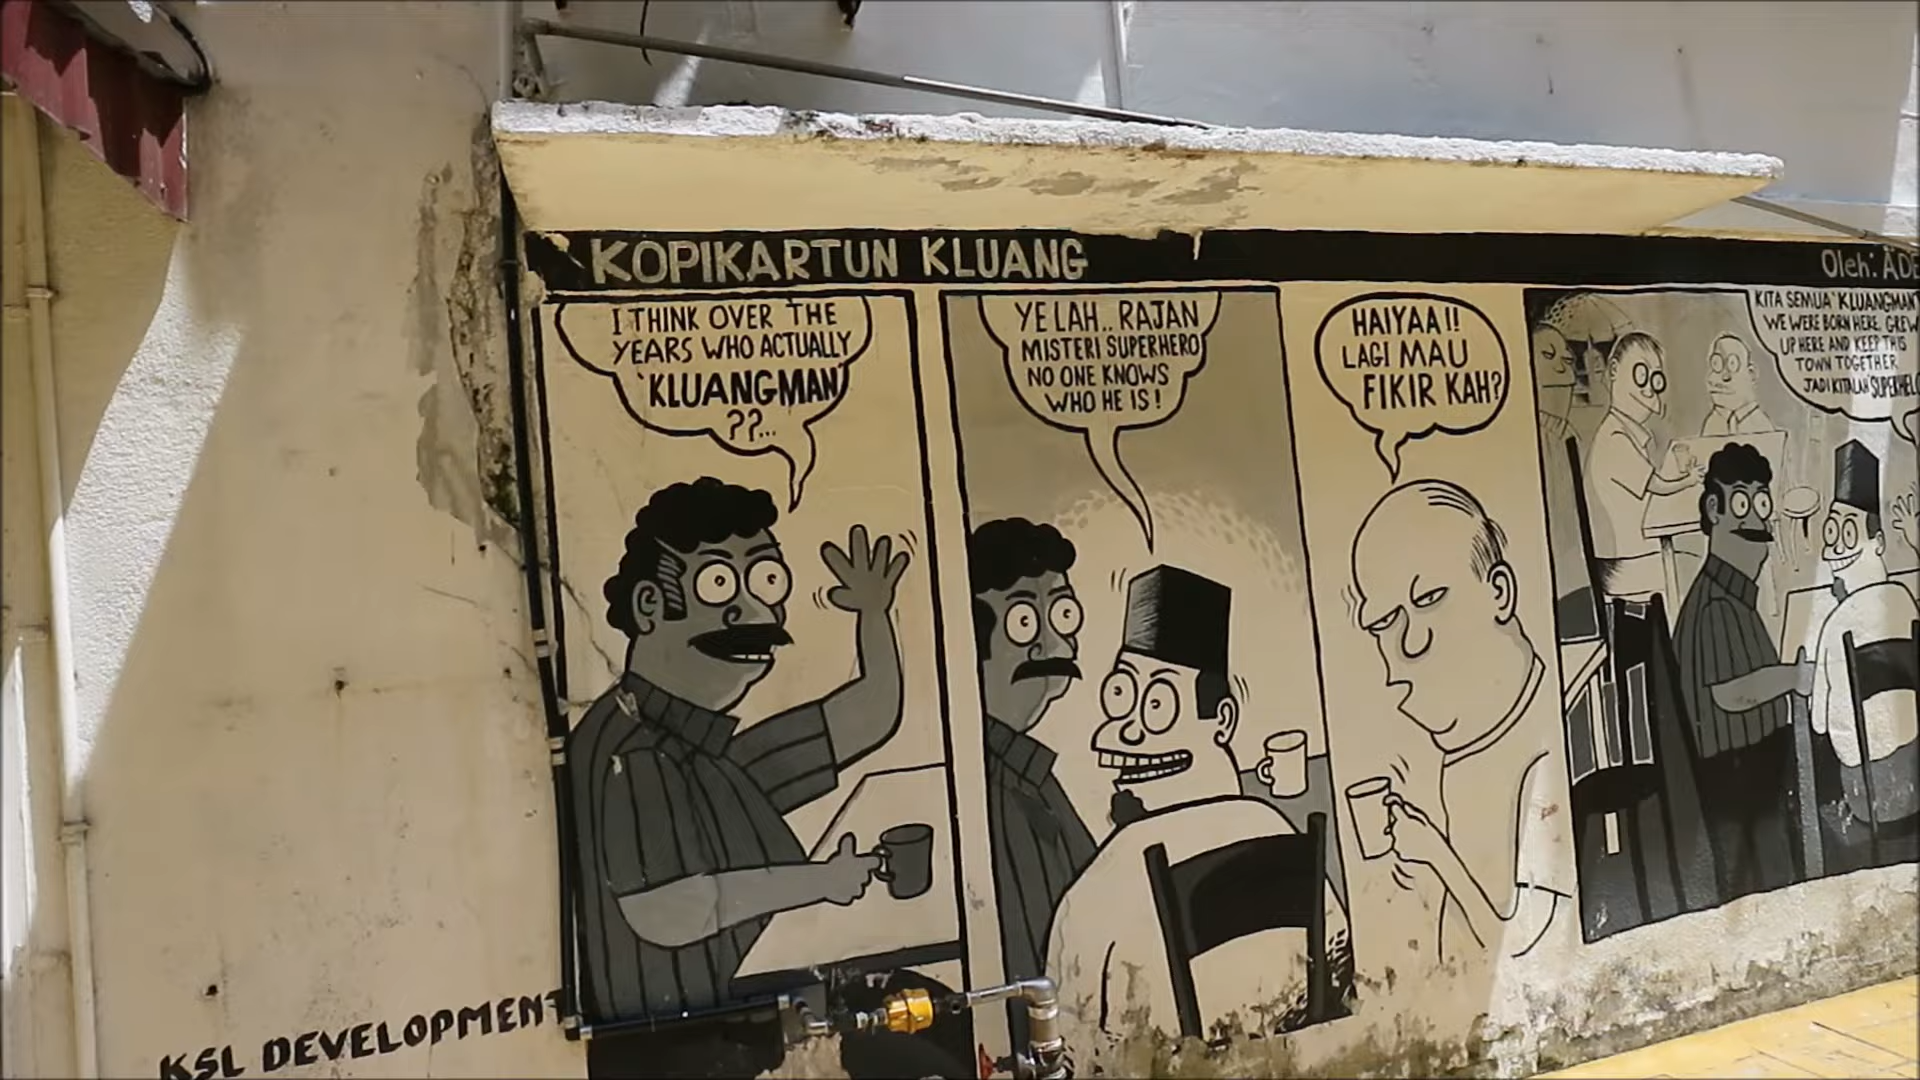 KOPIKARTUN KLUANG
Oleh: ADE
I THINK OVER THE
YEARS WHO ACTUALLY
'KLUANGMAN'
??...
YE LAH.. RAJAN
MISTERI SUPERHERO
NO ONE KNOWS
WHO HE IS!
HAIYAA!!
LAGI MAU
FIKIR KAH?
KITA SEMUA 'KLUANGMAN'
WE WERE BORN HERE, GREW
UP HERE AND KEEP THIS
TOWN TOGETHER
JADI KITALAH
KSL DEVELOPMENT